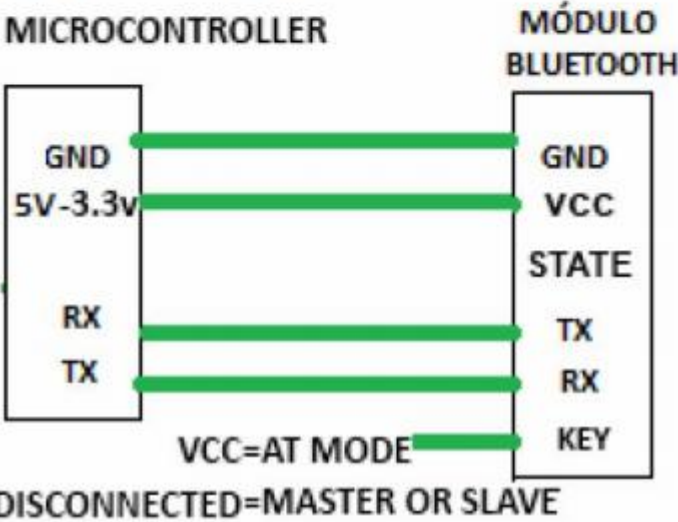 MICROCONTROLLER
MÓDULO
BLUETOOTH
GND
5V-3.3v
RX
TX
GND
VCC
STATE
TX
RX
KEY
VCC=AT MODE
DISCONNECTED=MASTER OR SLAVE